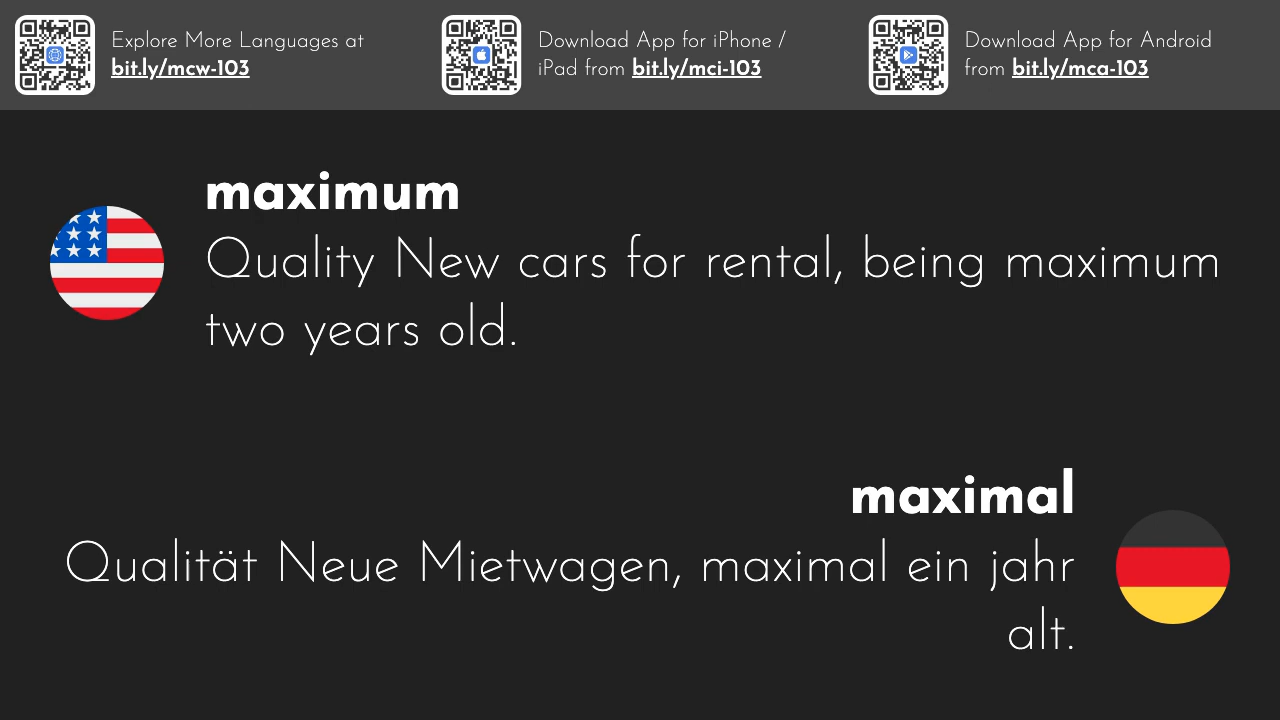 Explore More Languages at
bit.ly/mcw-103
Download App for iPhone /
iPad from bit.ly/mci-103
Download App for Android
from bit.ly/mca-103
maximum
Quality New cars for rental, being maximum
two years old.
maximal
Qualität Neue Mietwagen, maximal ein jahr
alt.